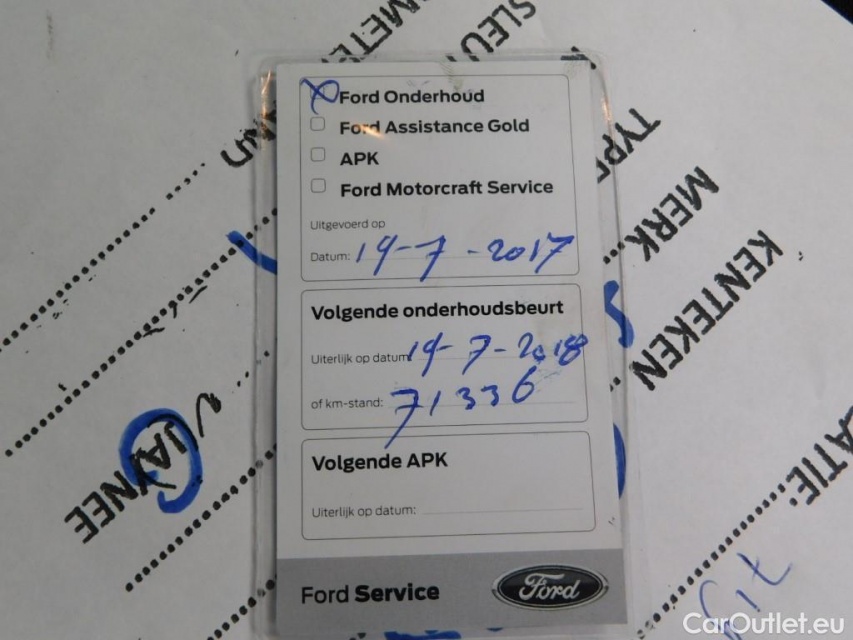 Ford Onderhoud
Ford Assistance Gold
APK
Ford Motorcraft Service
Uitgevoerd op
Datum: 19-7-2017
Volgende onderhoudsbeurt
Uiterlijk op datum 19-7-2018
of km-stand: 71336
Volgende APK
Uiterlijk op datum:
Ford Service
Ford
MERK
KENTEKEN
JA/NEE
CarOutlet.eu